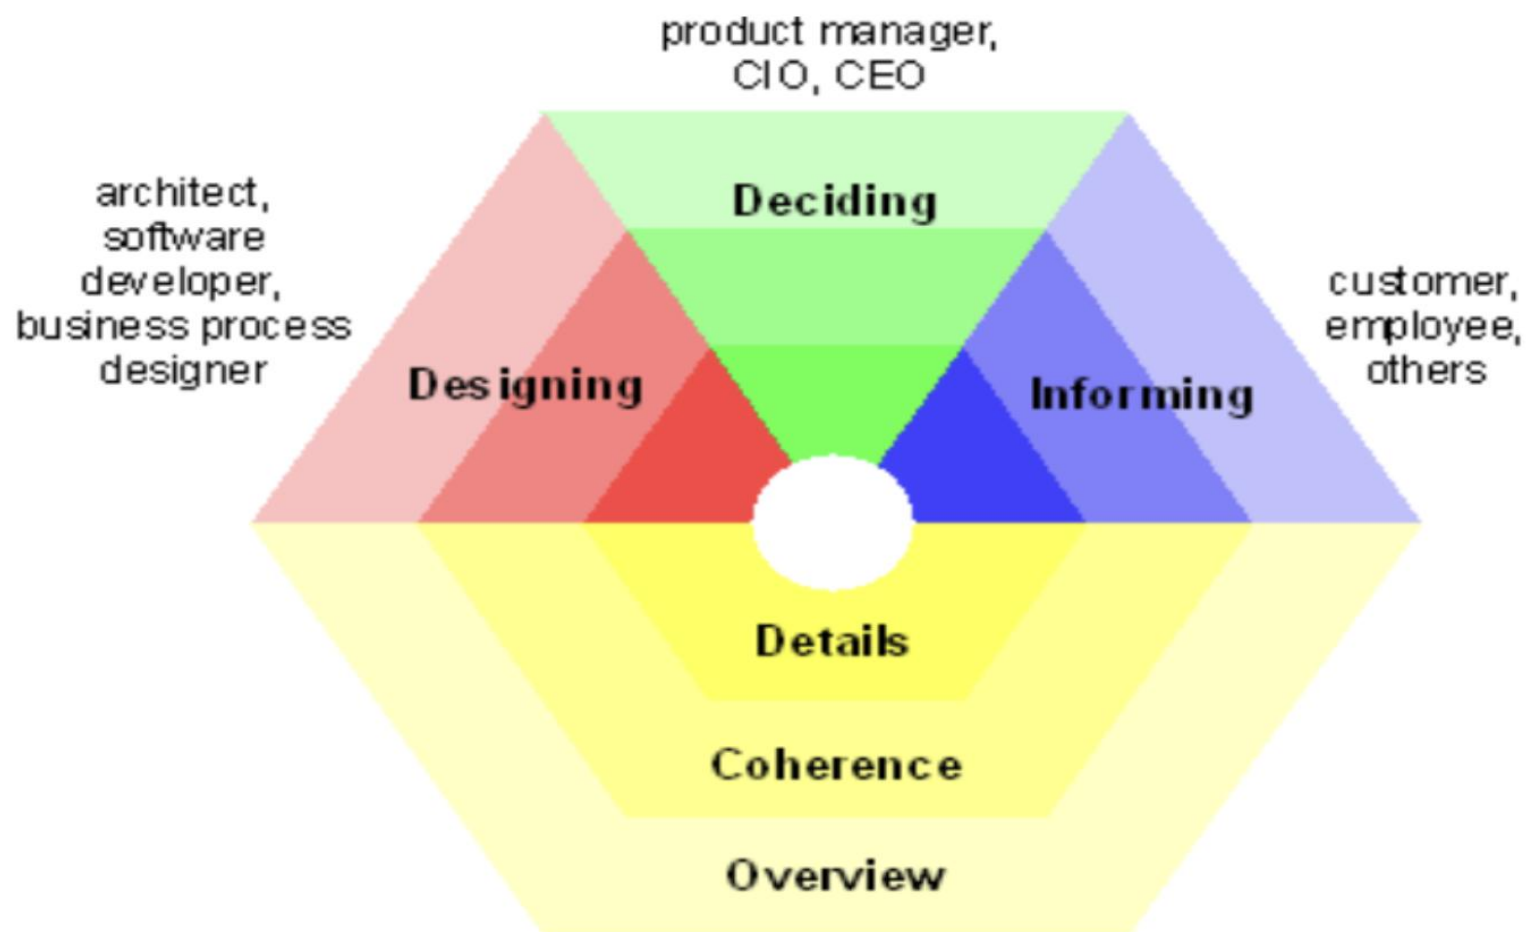 product manager,
CIO, CEO
Deciding
architect,
software
developer,
business process
designer
Designing
customer,
employee,
others
Informing
Details
Coherence
Overview